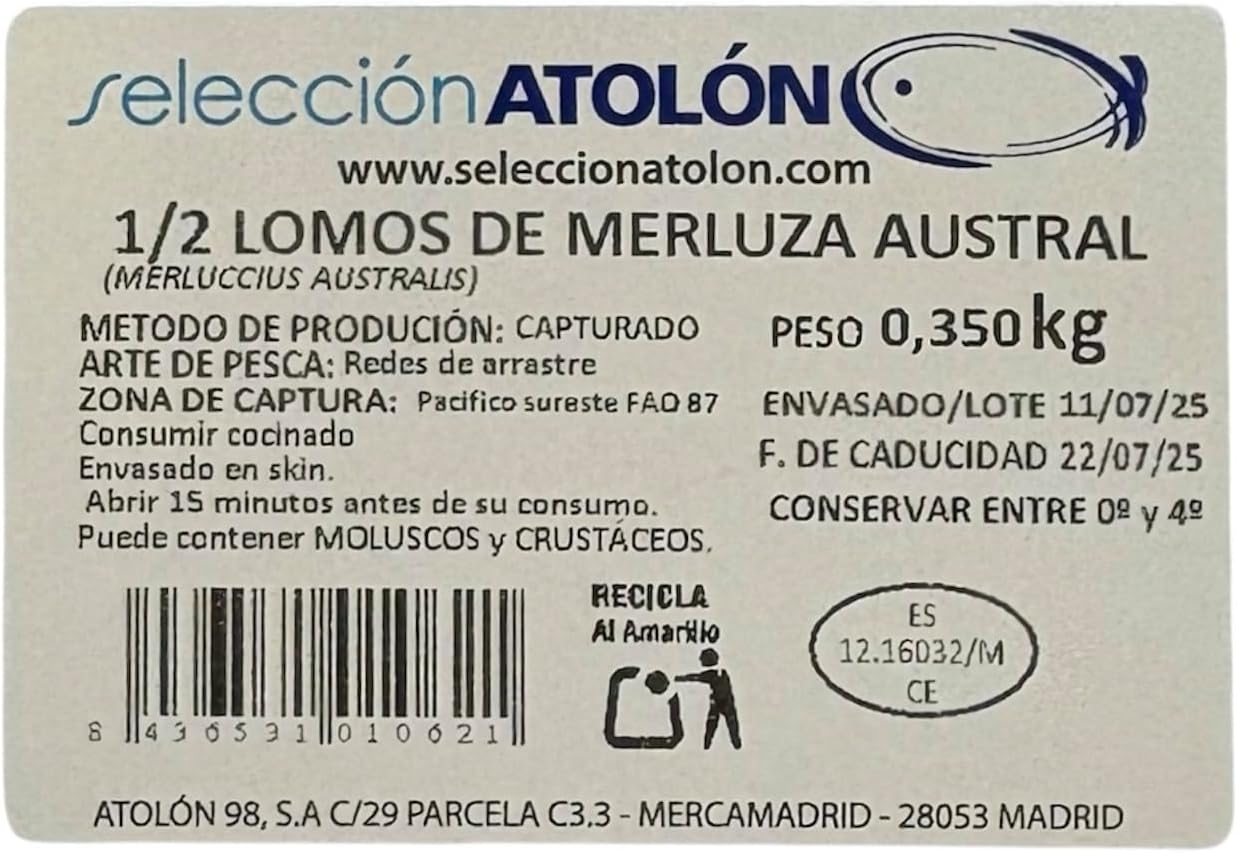 selección ATOLÓN
www.seleccionatolon.com
1/2 LOMOS DE MERLUZA AUSTRAL
(MERLUCCIUS AUSTRALIS)
METODO DE PRODUCIÓN: CAPTURADO
ARTE DE PESCA: Redes de arrastre
ZONA DE CAPTURA: Pacifico sureste FAO 87
Consumir cocinado
Envasado en skin.
Abrir 15 minutos antes de su consumo.
Puede contener MOLUSCOS y CRUSTÁCEOS.
PESO 0,350 kg
ENVASADO/LOTE 11/07/25
F. DE CADUCIDAD 22/07/25
CONSERVAR ENTRE 0º y 4º
8 436531 010621
RECICLA
Al Amarillo
ES
12.16032/M
CE
ATOLÓN 98, S.A C/29 PARCELA C3.3 - MERCAMADRID - 28053 MADRID